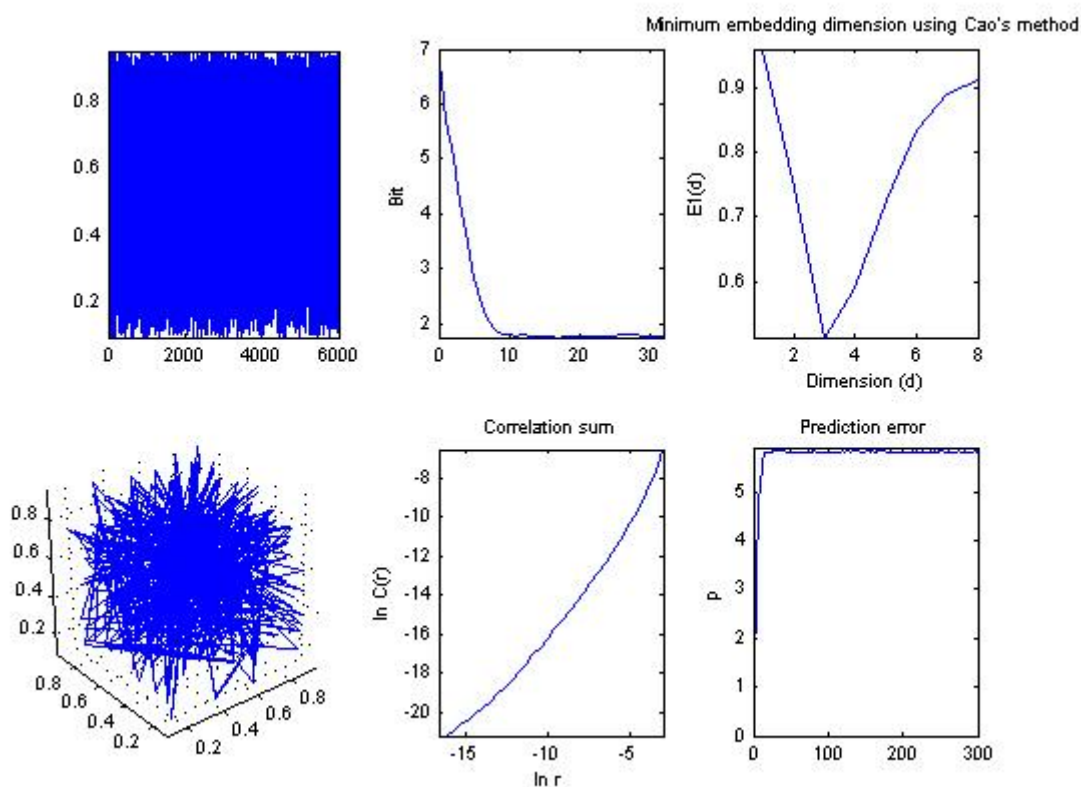 Minimum embedding dimension using Cao's method
0.8
0.6
0.4
0.2
0 2000 4000 6000
Bit
7
6
5
4
3
2
0 10 20 30
E1(d)
0.9
0.8
0.7
0.6
2 4 6 8
Dimension (d)
0.8
0.6
0.4
0.2
0.8
0.6
0.4
0.2
0.2
0.4
0.6
0.8
Correlation sum
ln C(r)
-8
-10
-12
-14
-16
-18
-20
-15 -10 -5
ln r
Prediction error
p
5
4
3
2
1
0
0 100 200 300